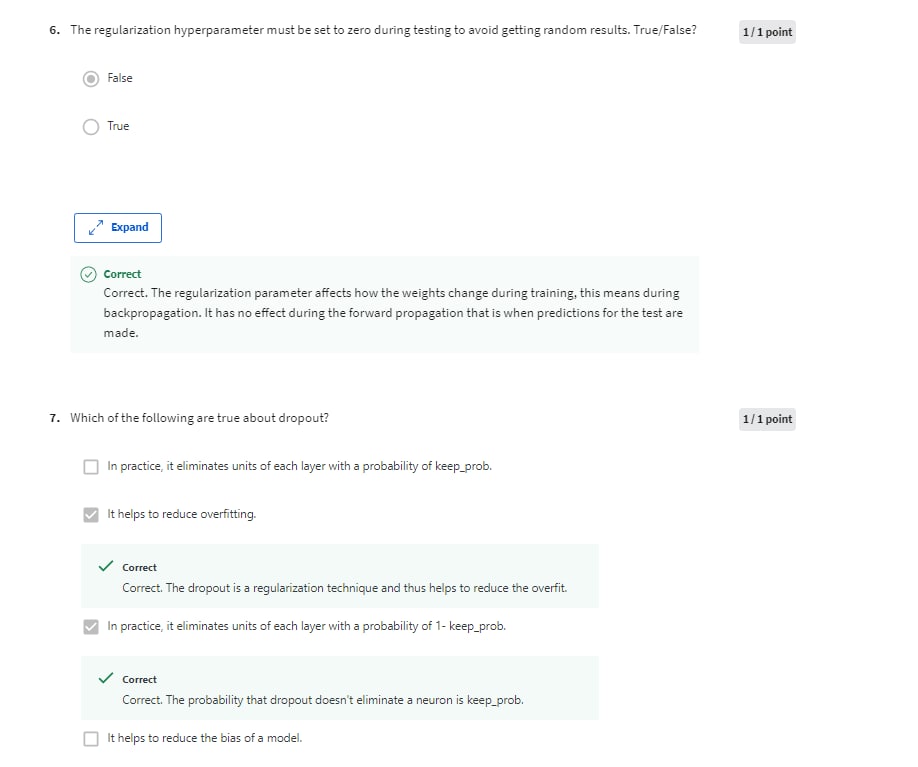 6. The regularization hyperparameter must be set to zero during testing to avoid getting random results. True/False?
1/1 point
False
True
Expand
Correct
Correct. The regularization parameter affects how the weights change during training, this means during
backpropagation. It has no effect during the forward propagation that is when predictions for the test are
made.
7. Which of the following are true about dropout?
1/1 point
In practice, it eliminates units of each layer with a probability of keep_prob.
It helps to reduce overfitting.
Correct
Correct. The dropout is a regularization technique and thus helps to reduce the overfit.
In practice, it eliminates units of each layer with a probability of 1- keep_prob.
Correct
Correct. The probability that dropout doesn't eliminate a neuron is keep_prob.
It helps to reduce the bias of a model.